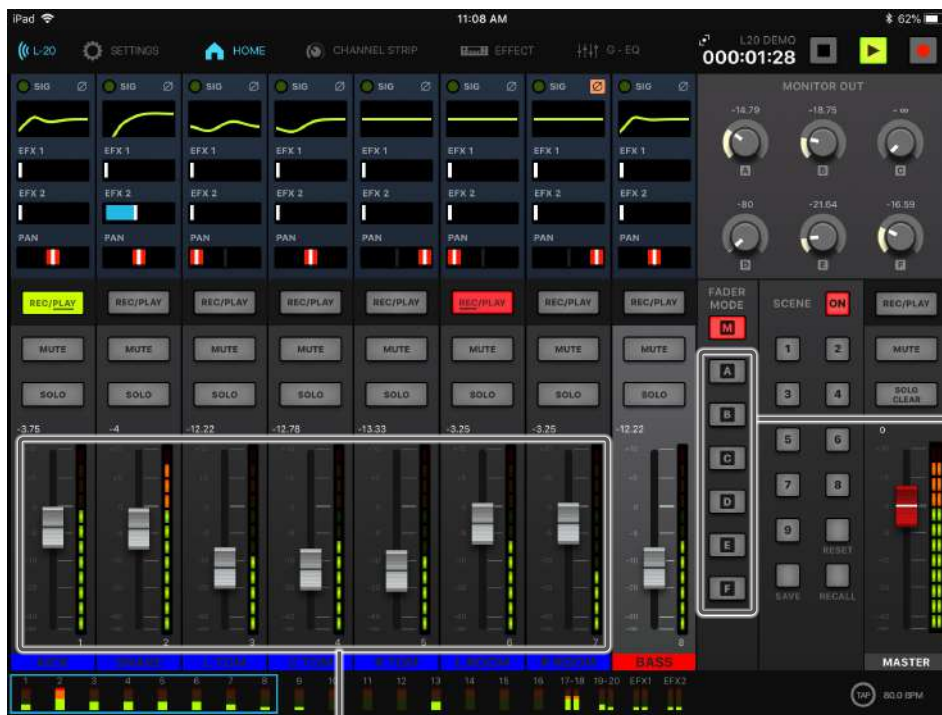 iPad 11:08 AM 62%
L-20 SETTINGS HOME CHANNEL STRIP EFFECT G - EQ L20 DEMO 000:01:28
SIG SIG SIG SIG SIG SIG SIG SIG
MONITOR OUT
-14.79 -18.75 -∞
EFX 1 EFX 1 EFX 1 EFX 1 EFX 1 EFX 1 EFX 1 EFX 1
A B C
EFX 2 EFX 2 EFX 2 EFX 2 EFX 2 EFX 2 EFX 2 EFX 2
-80 -21.64 -16.59
PAN PAN PAN PAN PAN PAN PAN PAN
D E F
REC/PLAY REC/PLAY REC/PLAY REC/PLAY REC/PLAY REC/PLAY REC/PLAY REC/PLAY
FADER MODE SCENE ON REC/PLAY
M
MUTE MUTE MUTE MUTE MUTE MUTE MUTE MUTE
1 2 MUTE
A
SOLO SOLO SOLO SOLO SOLO SOLO SOLO SOLO
3 4 SOLO CLEAR
B
-3.75 -4 -12.22 -12.78 -13.33 -3.25 -3.25 -12.22
5 6 0
C
7 8
D
9 RESET
E
F
SAVE RECALL
1 2 3 4 5 6 7 8
BASS MASTER
1 2 3 4 5 6 7 8 9 10 11 12 13 14 15 16 17-18 19-20 EFX1 EFX2
TAP 80.0 BPM